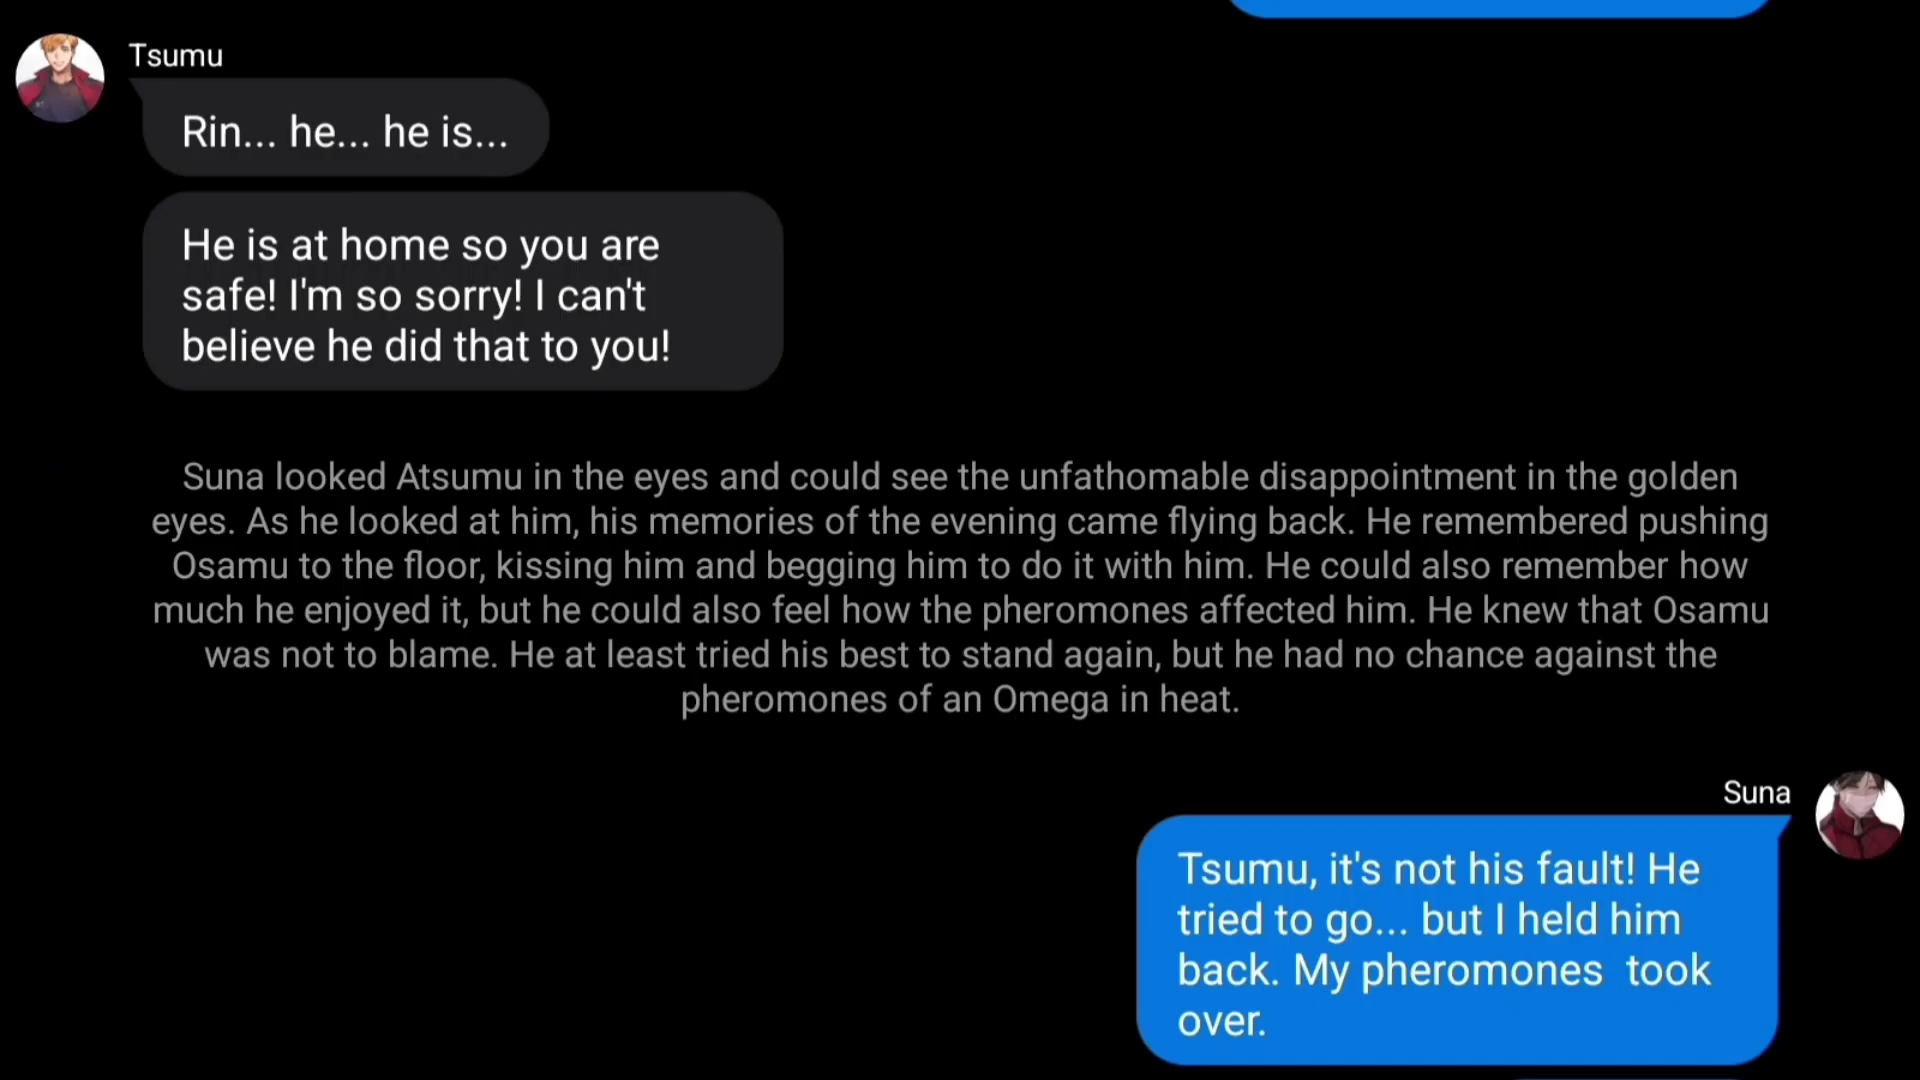 Tsumu
Rin... he... he is...
He is at home so you are
safe! I'm so sorry! I can't
believe he did that to you!
Suna looked Atsumu in the eyes and could see the unfathomable disappointment in the golden
eyes. As he looked at him, his memories of the evening came flying back. He remembered pushing
Osamu to the floor, kissing him and begging him to do it with him. He could also remember how
much he enjoyed it, but he could also feel how the pheromones affected him. He knew that Osamu
was not to blame. He at least tried his best to stand again, but he had no chance against the
pheromones of an Omega in heat.
Suna
Tsumu, it's not his fault! He
tried to go... but I held him
back. My pheromones  took
over.